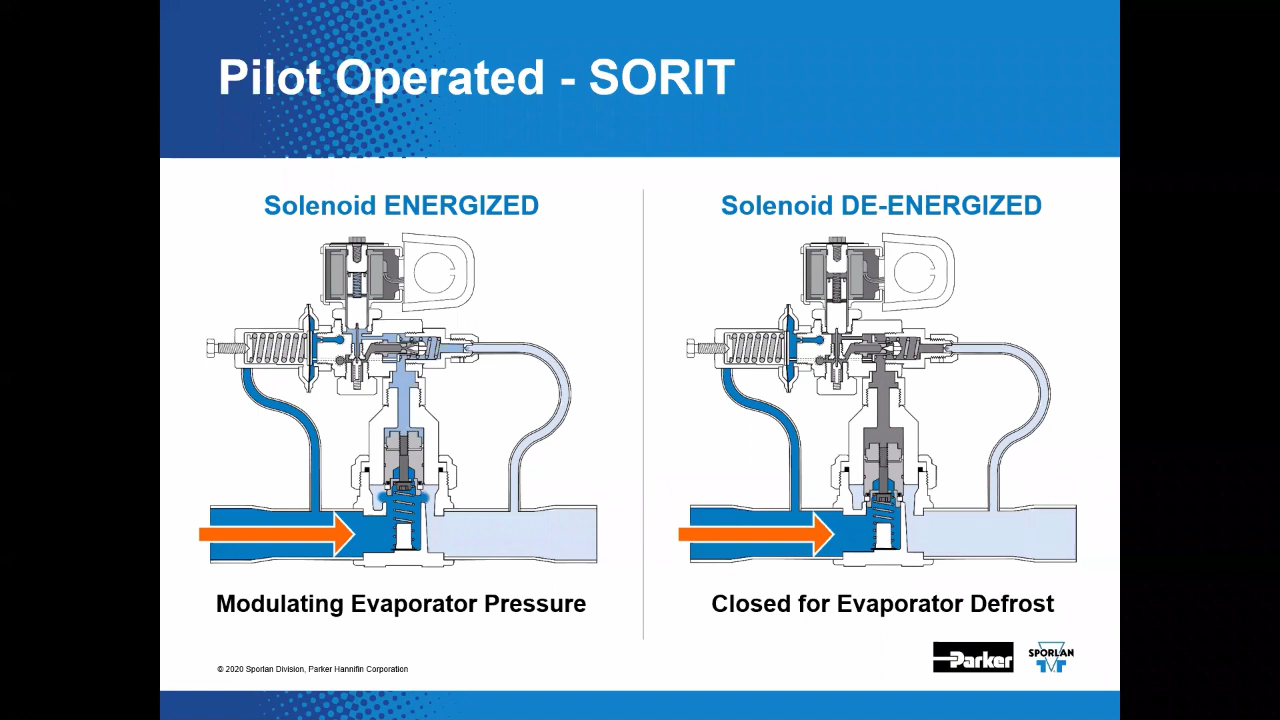 Pilot Operated - SORIT
Solenoid ENERGIZED
Solenoid DE-ENERGIZED
Modulating Evaporator Pressure
Closed for Evaporator Defrost
Parker
SPORLAN
© 2020 Sporlan Division, Parker Hannifin Corporation